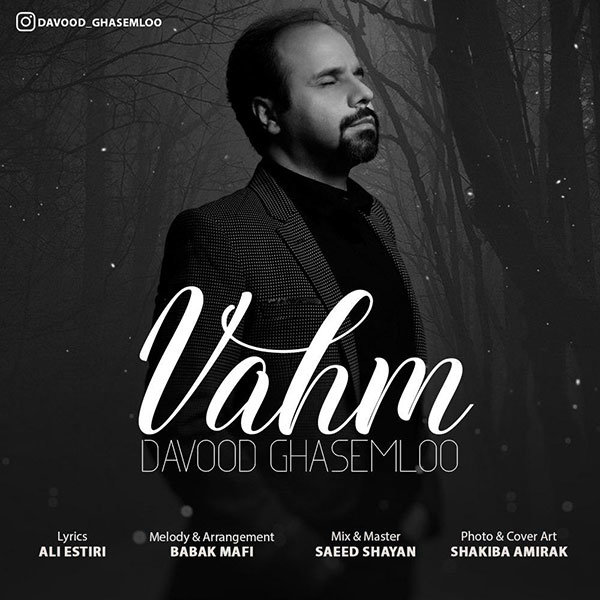 DAVOOD_GHASEMLOO
Vahm
DAVOOD GHASEMLOO
Lyrics
ALI ESTIRI
Melody & Arrangement
BABAK MAFI
Mix & Master
SAEED SHAYAN
Photo & Cover Art
SHAKIBA AMIRAK